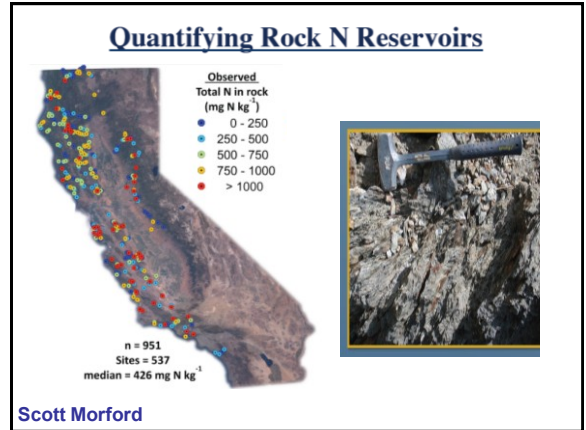 Quantifying Rock N Reservoirs
Observed
Total N in rock
(mg N kg⁻¹)
0 - 250
250 - 500
500 - 750
750 - 1000
> 1000
n = 951
Sites = 537
median = 426 mg N kg⁻¹
Scott Morford